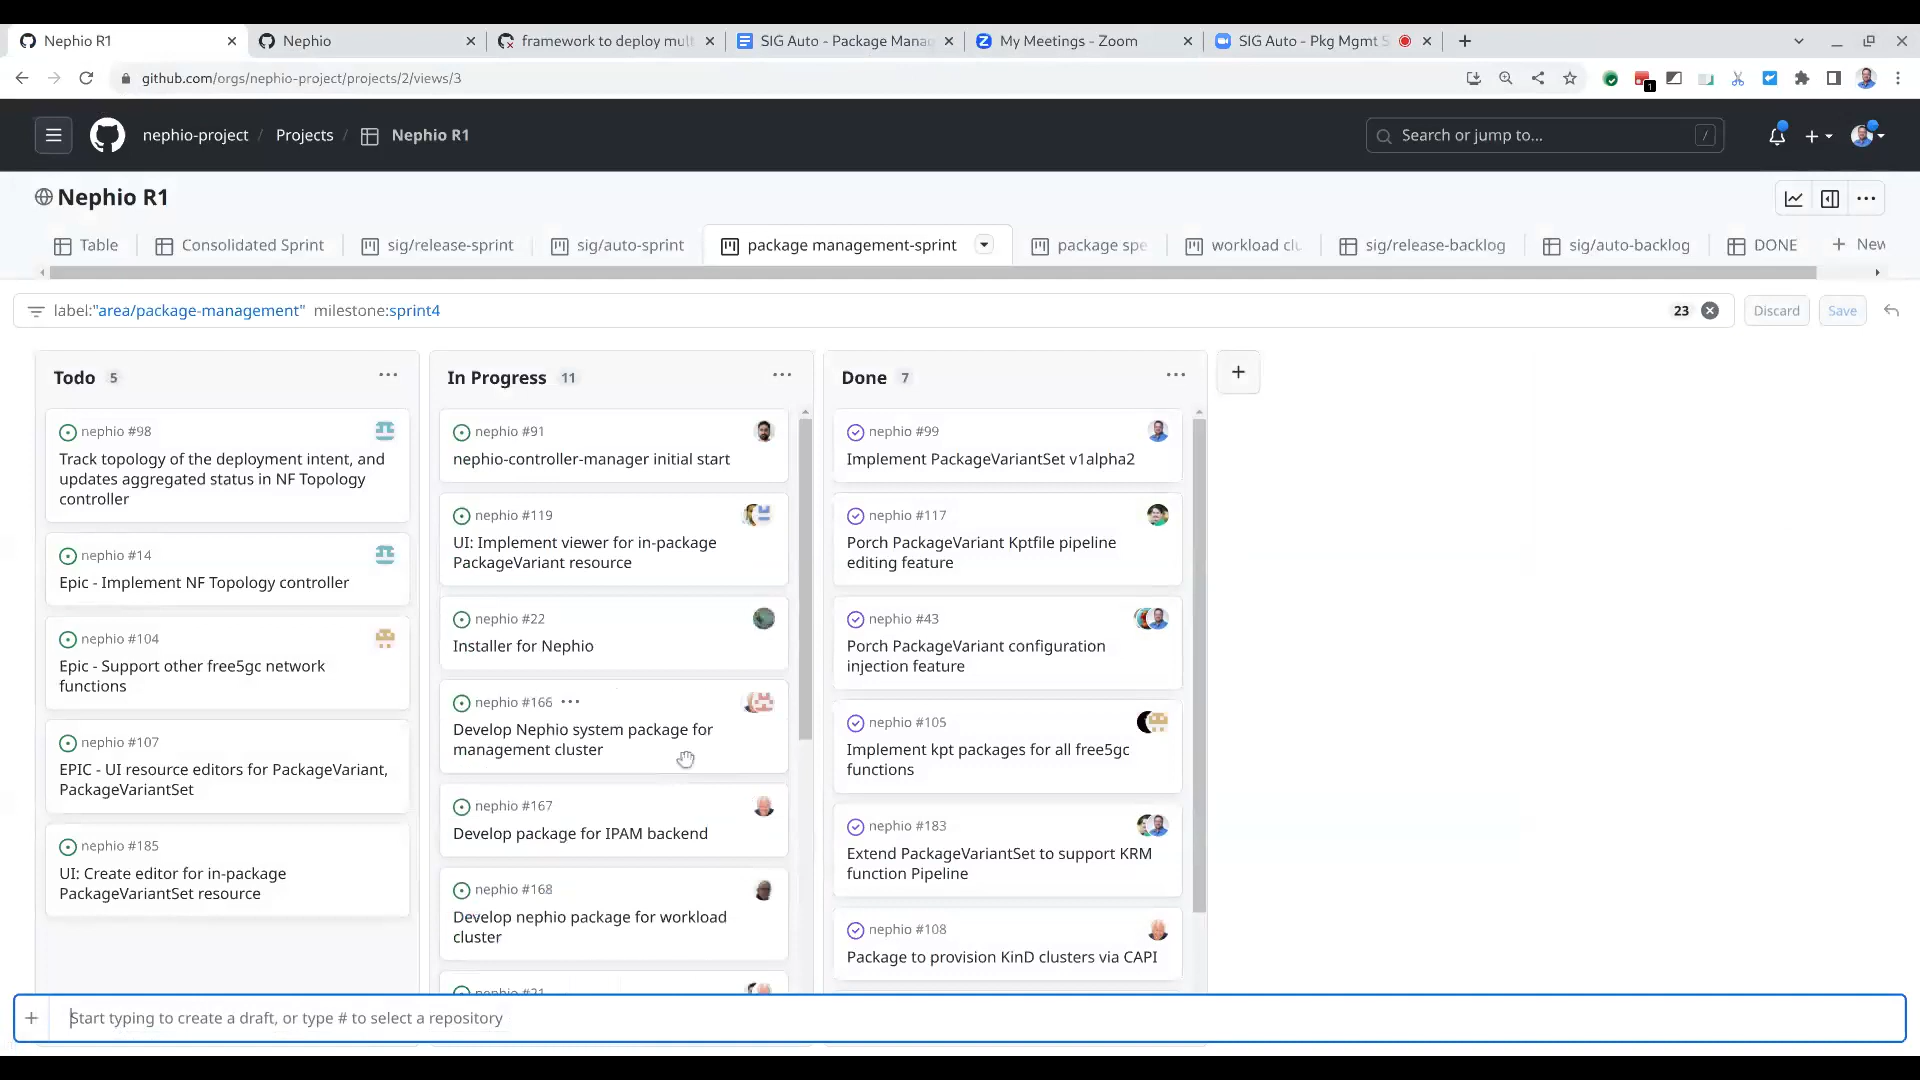 Nephio R1
Nephio
framework to deploy mult
SIG Auto - Package Manag
My Meetings - Zoom
SIG Auto - Pkg Mgmt S
github.com/orgs/nephio-project/projects/2/views/3
1
nephio-project / Projects / Nephio R1
Search or jump to...
/
Nephio R1
Table
Consolidated Sprint
sig/release-sprint
sig/auto-sprint
package management-sprint
package spe
workload clu
sig/release-backlog
sig/auto-backlog
DONE
New
label:"area/package-management" milestone:sprint4
23
Discard
Save
Todo 5
nephio #98
Track topology of the deployment intent, and
updates aggregated status in NF Topology
controller
nephio #14
Epic - Implement NF Topology controller
nephio #104
Epic - Support other free5gc network
functions
nephio #107
EPIC - UI resource editors for PackageVariant,
PackageVariantSet
nephio #185
UI: Create editor for in-package
PackageVariantSet resource
In Progress 11
nephio #91
nephio-controller-manager initial start
nephio #119
UI: Implement viewer for in-package
PackageVariant resource
nephio #22
Installer for Nephio
nephio #166
Develop Nephio system package for
management cluster
nephio #167
Develop package for IPAM backend
nephio #168
Develop nephio package for workload
cluster
nephio #21
Done 7
nephio #99
Implement PackageVariantSet v1alpha2
nephio #117
Porch PackageVariant Kptfile pipeline
editing feature
nephio #43
Porch PackageVariant configuration
injection feature
nephio #105
Implement kpt packages for all free5gc
functions
nephio #183
Extend PackageVariantSet to support KRM
function Pipeline
nephio #108
Package to provision KinD clusters via CAPI
Start typing to create a draft, or type # to select a repository